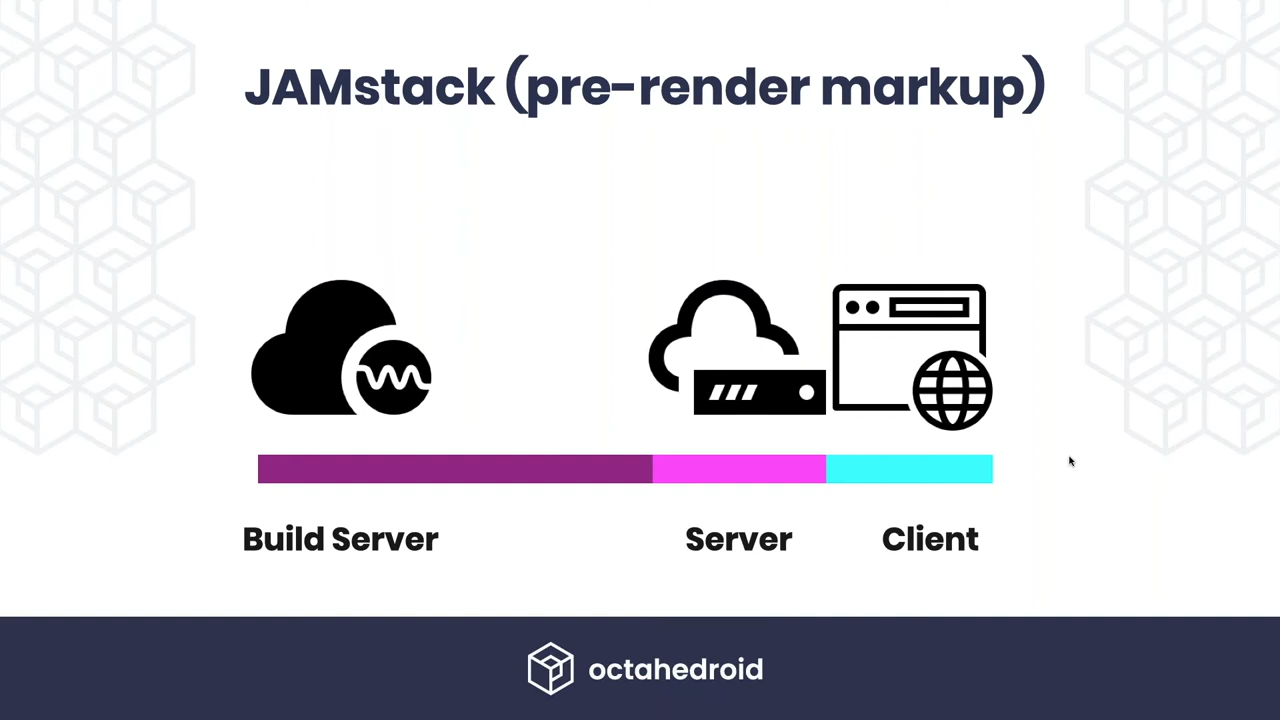 JAMstack (pre-render markup)
Build Server
Server
Client
octahedroid